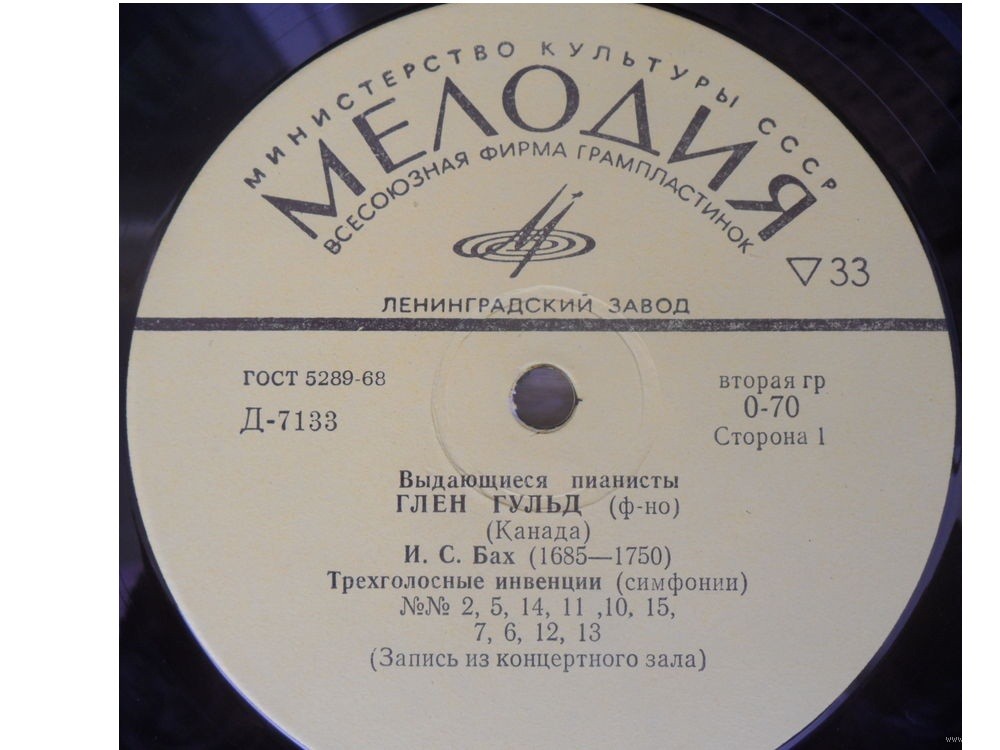 МИНИСТЕРСТВО КУЛЬТУРЫ СССР
МЕЛОДИЯ
ВСЕСОЮЗНАЯ ФИРМА ГРАМПЛАСТИНОК
▽33
ЛЕНИНГРАДСКИЙ ЗАВОД
ГОСТ 5289-68
Д-7133
вторая гр
0-70
Сторона 1
Выдающиеся пианисты
ГЛЕН ГУЛЬД (ф-но)
(Канада)
И. С. Бах (1685—1750)
Трехголосные инвенции (симфонии)
№№ 2, 5, 14, 11 ,10, 15,
7, 6, 12, 13
(Запись из концертного зала)
www